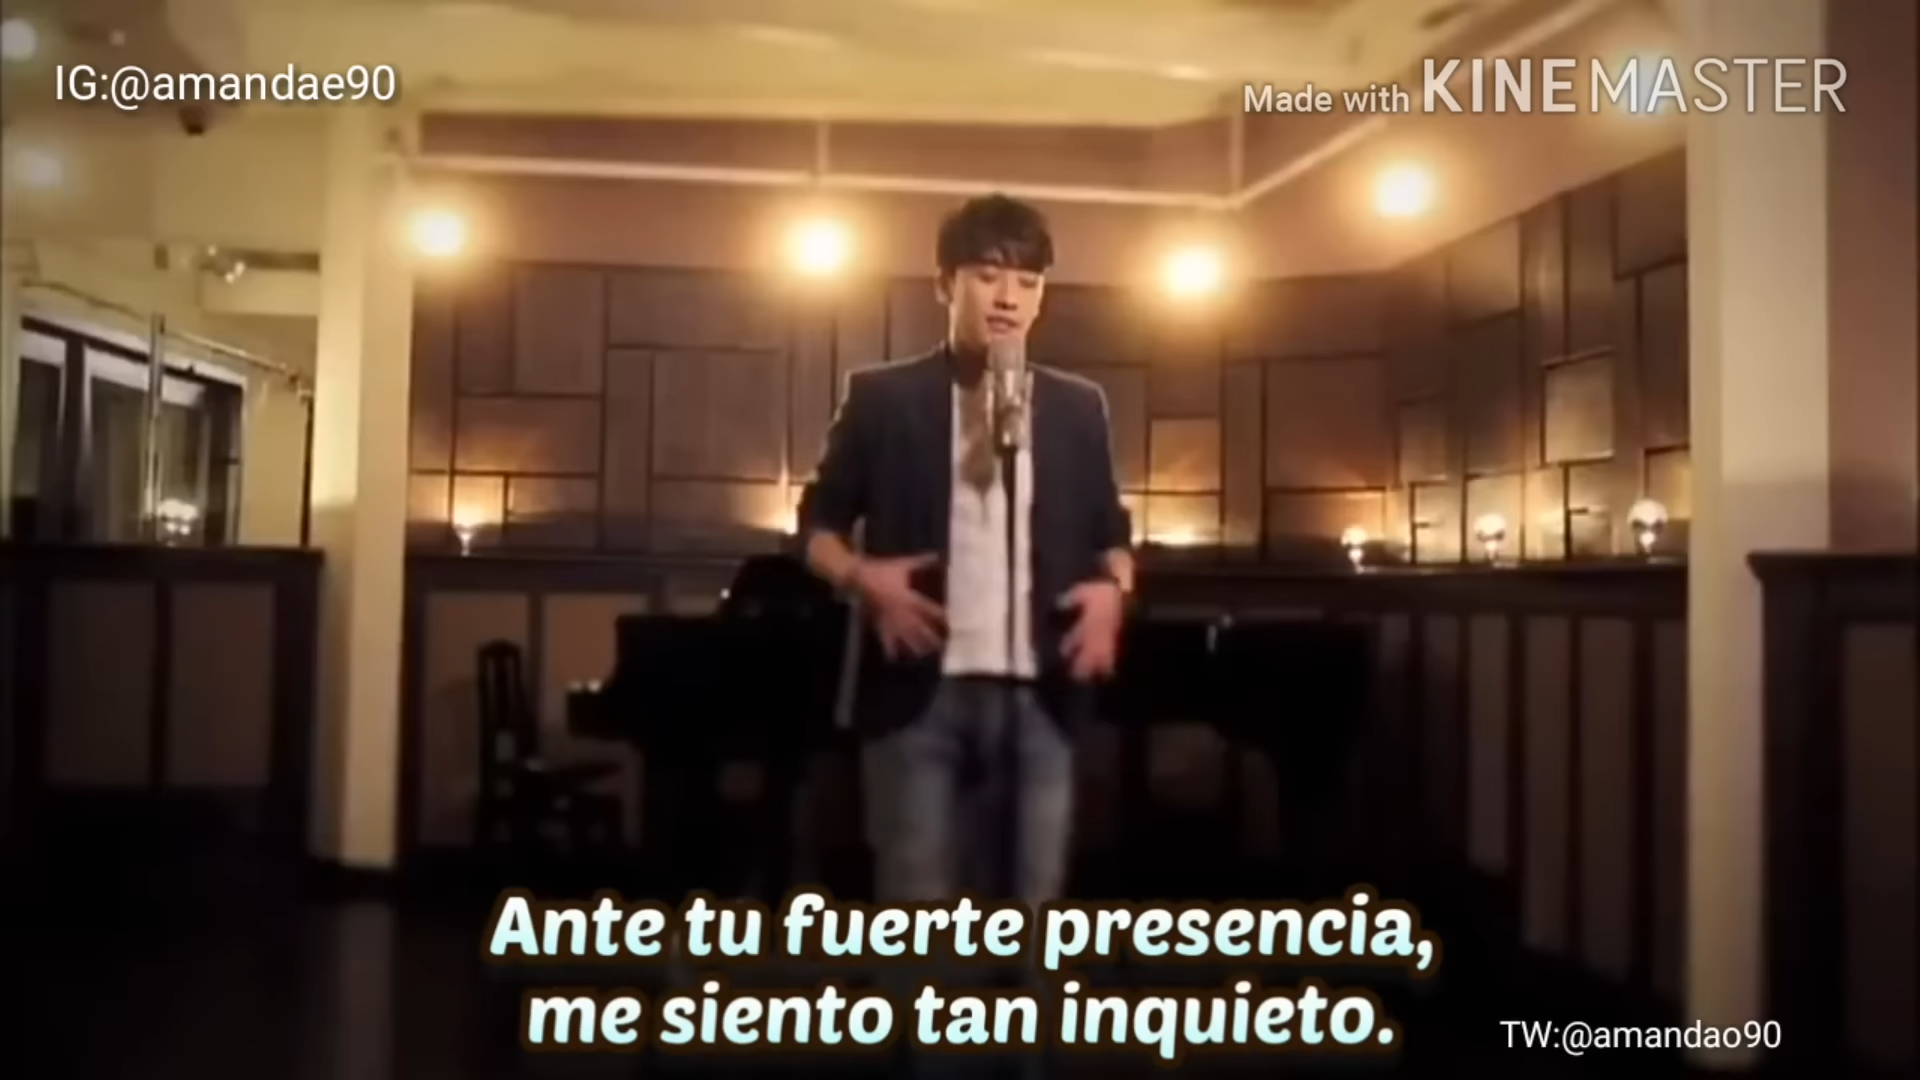 IG:@amandae90
Made with KINEMASTER
Ante tu fuerte presencia,
me siento tan inquieto.
TW:@amandao90